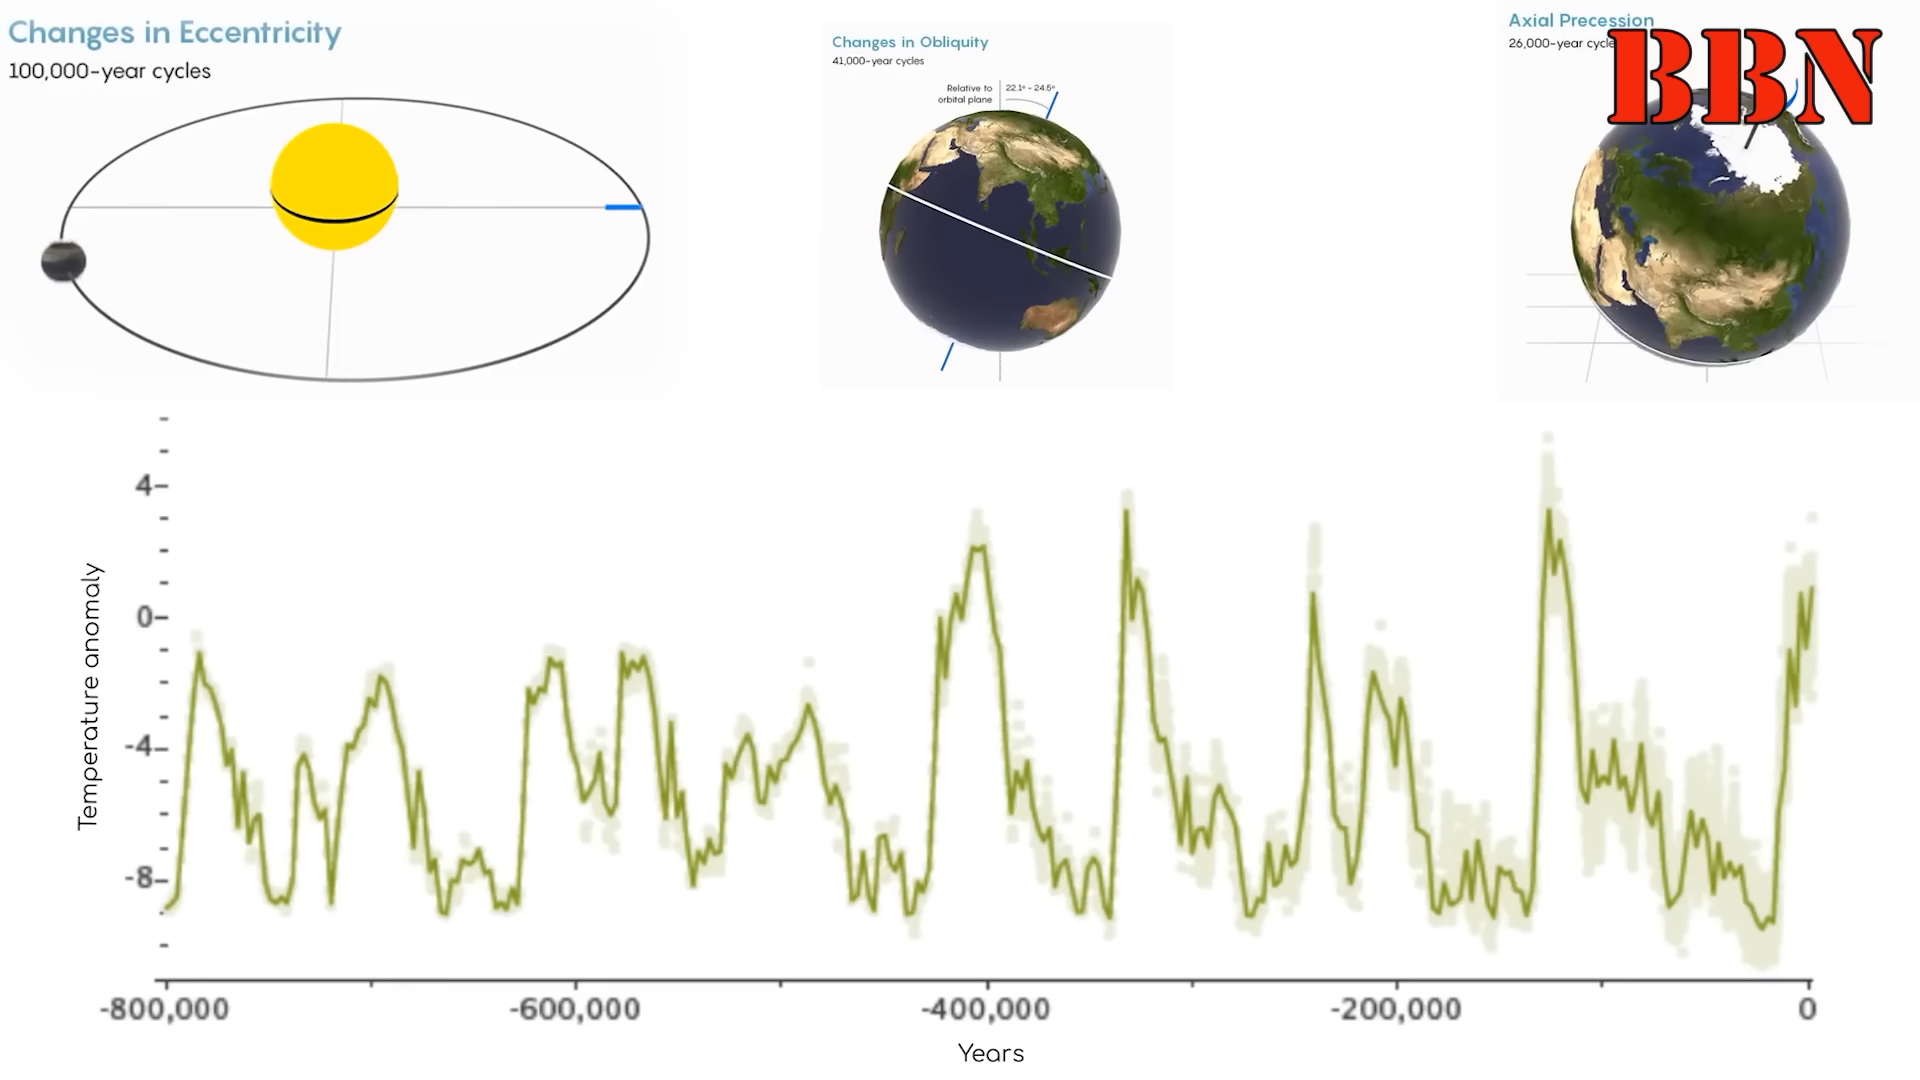 Changes in Eccentricity
100,000-year cycles
Changes in Obliquity
41,000-year cycles
Relative to
orbital plane
22.1° - 24.5°
Axial Precession
26,000-year cycle
BBN
4
0
-4
-8
Temperature anomaly
-800,000
-600,000
-400,000
-200,000
0
Years